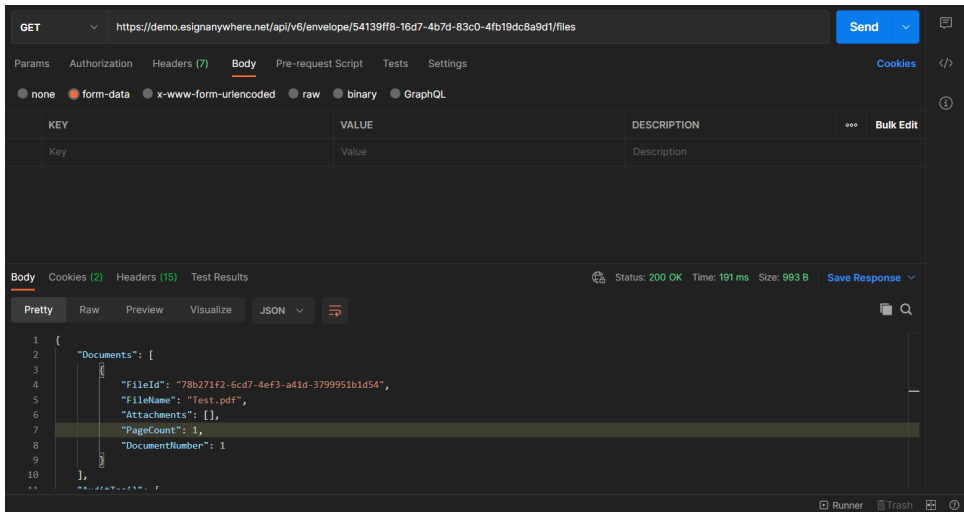 GET https://demo.esignanywhere.net/api/v6/envelope/54139ff8-16d7-4b7d-83c0-4fb19dc8a9d1/files Send
Params Authorization Headers (7) Body Pre-request Script Tests Settings Cookies
none form-data x-www-form-urlencoded raw binary GraphQL
KEY VALUE DESCRIPTION ooo Bulk Edit
Key Value Description
Body Cookies (2) Headers (15) Test Results Status: 200 OK Time: 191 ms Size: 993 B Save Response
Pretty Raw Preview Visualize JSON
1 {
2 "Documents": [
3 {
4 "FileId": "78b271f2-6cd7-4ef3-a41d-3799951b1d54",
5 "FileName": "Test.pdf",
6 "Attachments": [],
7 "PageCount": 1,
8 "DocumentNumber": 1
9 }
10 ],
11 "AuditTrail": {
Runner Trash